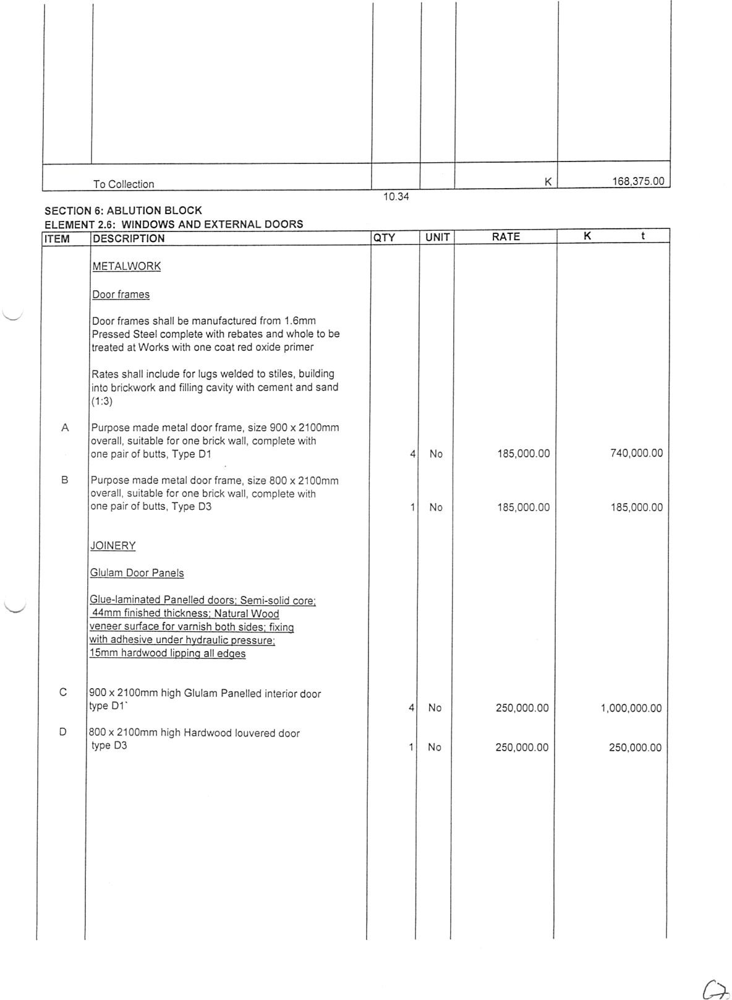 To Collection K 168,375.00
10.34
SECTION 6: ABLUTION BLOCK
ELEMENT 2.6: WINDOWS AND EXTERNAL DOORS
ITEM DESCRIPTION QTY UNIT RATE K t
METALWORK
Door frames
Door frames shall be manufactured from 1.6mm
Pressed Steel complete with rebates and whole to be
treated at Works with one coat red oxide primer
Rates shall include for lugs welded to stiles, building
into brickwork and filling cavity with cement and sand
(1:3)
A Purpose made metal door frame, size 900 x 2100mm
overall, suitable for one brick wall, complete with
one pair of butts, Type D1 4 No 185,000.00 740,000.00
B Purpose made metal door frame, size 800 x 2100mm
overall, suitable for one brick wall, complete with
one pair of butts, Type D3 1 No 185,000.00 185,000.00
JOINERY
Glulam Door Panels
Glue-laminated Panelled doors; Semi-solid core;
44mm finished thickness; Natural Wood
veneer surface for varnish both sides; fixing
with adhesive under hydraulic pressure;
15mm hardwood lipping all edges
C 900 x 2100mm high Glulam Panelled interior door
type D1` 4 No 250,000.00 1,000,000.00
D 800 x 2100mm high Hardwood louvered door
type D3 1 No 250,000.00 250,000.00